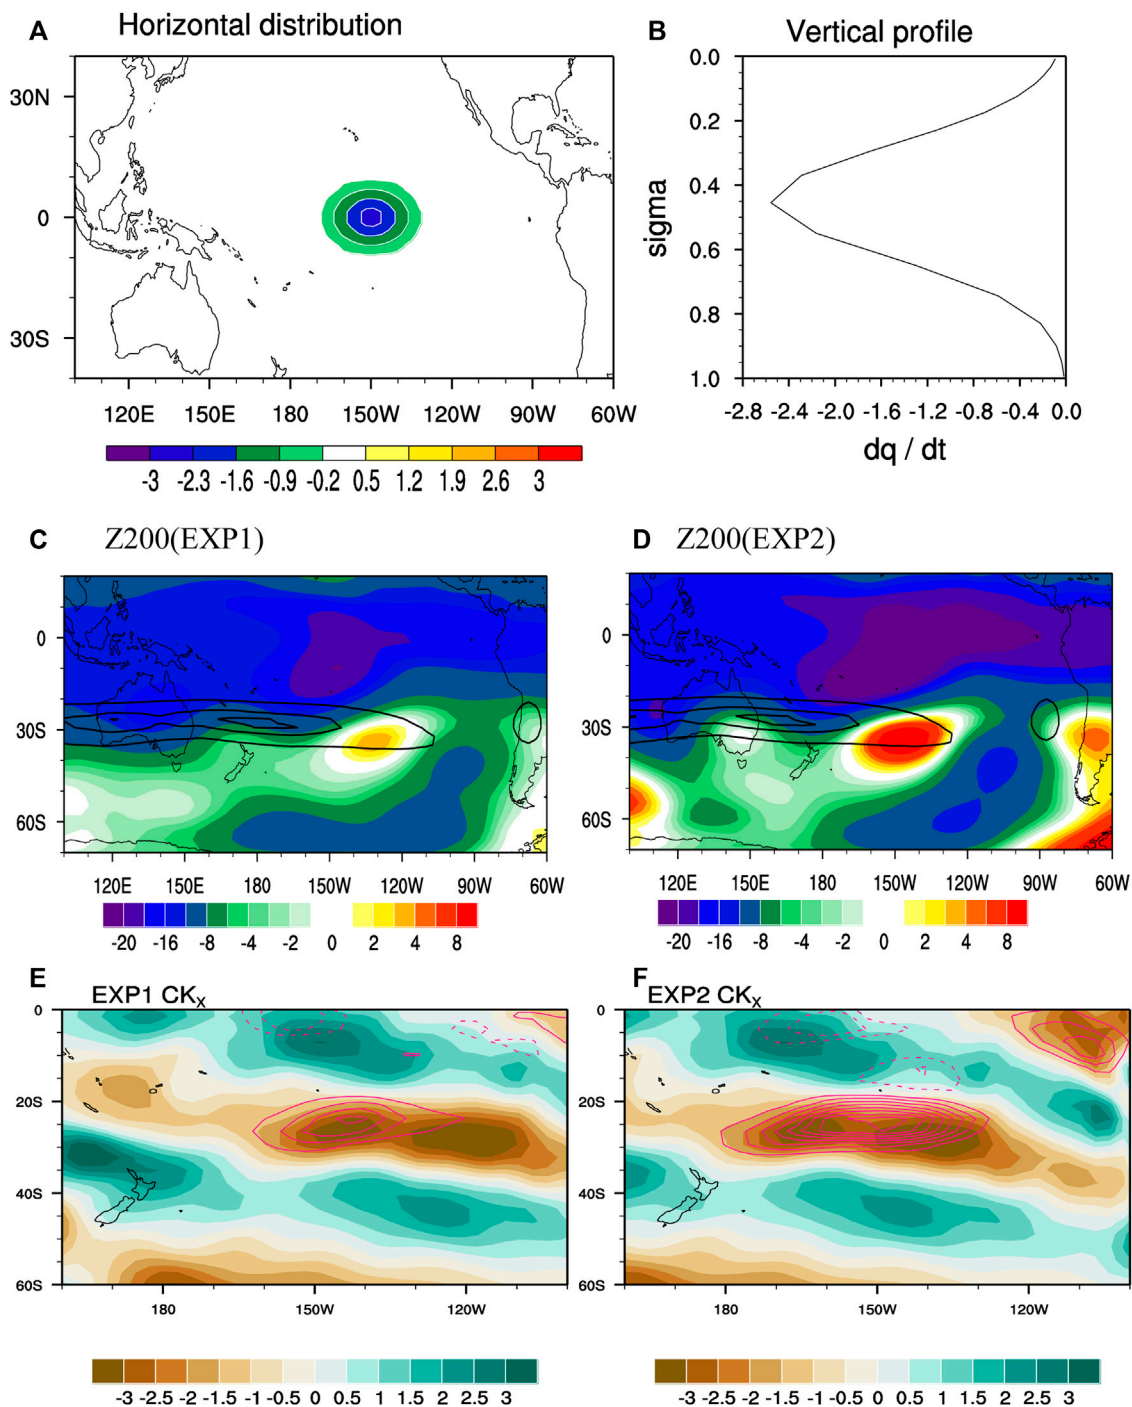 A Horizontal distribution
30N
0
30S
120E 150E 180 150W 120W 90W 60W
-3 -2.3 -1.6 -0.9 -0.2 0.5 1.2 1.9 2.6 3
B Vertical profile
0.0
0.2
0.4
0.6
0.8
1.0
sigma
-2.8 -2.4 -2.0 -1.6 -1.2 -0.8 -0.4 0.0
dq / dt
C Z200(EXP1)
0
30S
60S
120E 150E 180 150W 120W 90W 60W
-20 -16 -8 -4 -2 0 2 4 8
D Z200(EXP2)
0
30S
60S
120E 150E 180 150W 120W 90W 60W
-20 -16 -8 -4 -2 0 2 4 8
E
EXP1 CKx
0
20S
40S
60S
180 150W 120W
-3 -2.5 -2 -1.5 -1 -0.5 0 0.5 1 1.5 2 2.5 3
F
EXP2 CKx
0
20S
40S
60S
180 150W 120W
-3 -2.5 -2 -1.5 -1 -0.5 0 0.5 1 1.5 2 2.5 3